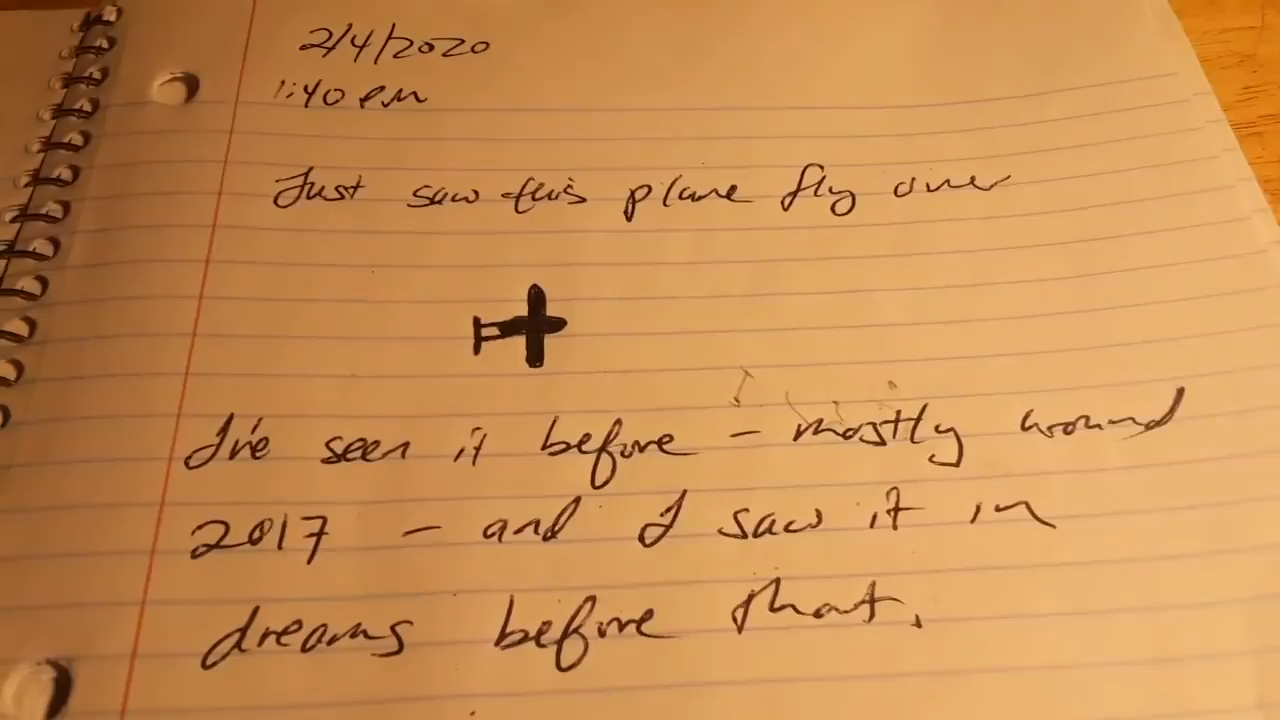 2/4/2020
1:40 PM
Just saw this plane fly over
I've seen it before – mostly around
2017 – and I saw it in
dreams before that.